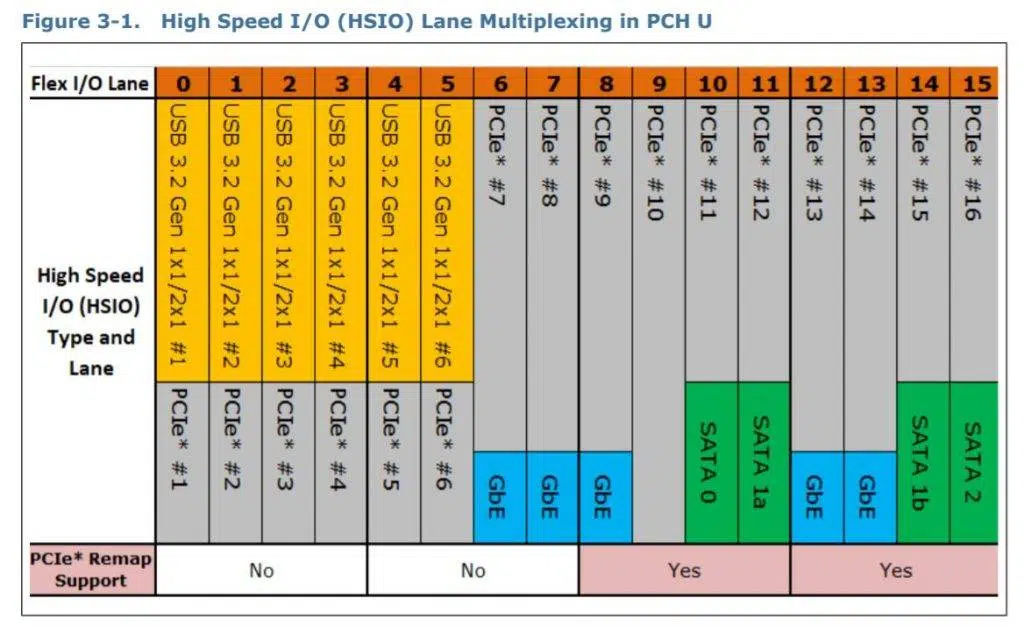 Figure 3-1. High Speed I/O (HSIO) Lane Multiplexing in PCH U
Flex I/O Lane 0 1 2 3 4 5 6 7 8 9 10 11 12 13 14 15
High Speed
I/O (HSIO)
Type and
Lane
USB 3.2 Gen 1x1/2x1 #1
USB 3.2 Gen 1x1/2x1 #2
USB 3.2 Gen 1x1/2x1 #3
USB 3.2 Gen 1x1/2x1 #4
USB 3.2 Gen 1x1/2x1 #5
USB 3.2 Gen 1x1/2x1 #6
PCIe* #7
PCIe* #8
PCIe* #9
PCIe* #10
PCIe* #11
PCIe* #12
PCIe* #13
PCIe* #14
PCIe* #15
PCIe* #16
PCIe* #1
PCIe* #2
PCIe* #3
PCIe* #4
PCIe* #5
PCIe* #6
GbE
GbE
GbE
SATA 0
SATA 1a
GbE
GbE
SATA 1b
SATA 2
PCIe* Remap
Support
No
No
Yes
Yes